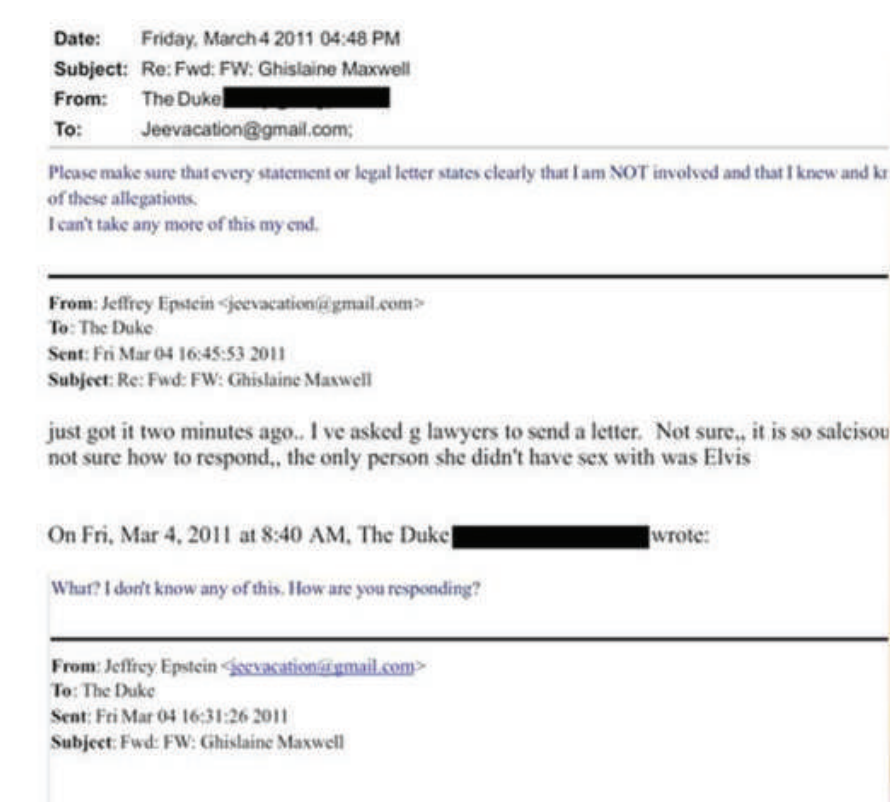 Date: Friday, March 4 2011 04:48 PM
Subject: Re: Fwd: FW: Ghislaine Maxwell
From: The Duke
To: Jeevacation@gmail.com;
Please make sure that every statement or legal letter states clearly that I am NOT involved and that I knew and kr
of these allegations.
I can't take any more of this my end.
From: Jeffrey Epstein <jeevacation@gmail.com>
To: The Duke
Sent: Fri Mar 04 16:45:53 2011
Subject: Re: Fwd: FW: Ghislaine Maxwell
just got it two minutes ago.. I ve asked g lawyers to send a letter. Not sure,, it is so salcisou
not sure how to respond,, the only person she didn't have sex with was Elvis
On Fri, Mar 4, 2011 at 8:40 AM, The Duke wrote:
What? I don't know any of this. How are you responding?
From: Jeffrey Epstein <jeevacation@gmail.com>
To: The Duke
Sent: Fri Mar 04 16:31:26 2011
Subject: Fwd: FW: Ghislaine Maxwell